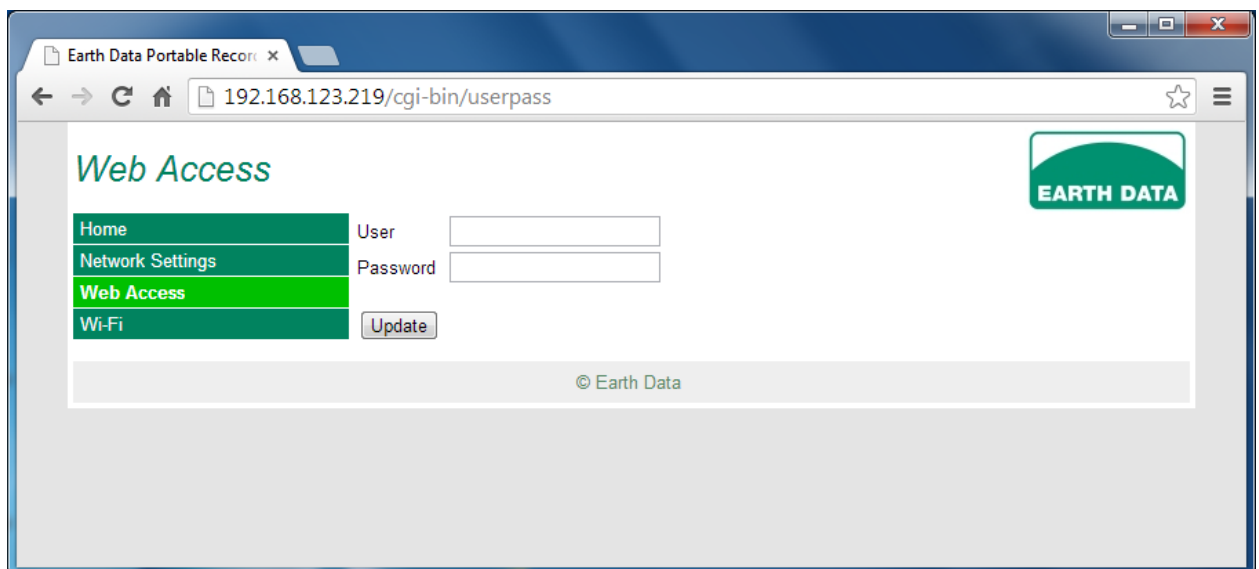 Earth Data Portable Recor
192.168.123.219/cgi-bin/userpass
Web Access
EARTH DATA
Home
User
Network Settings
Password
Web Access
Wi-Fi
Update
© Earth Data